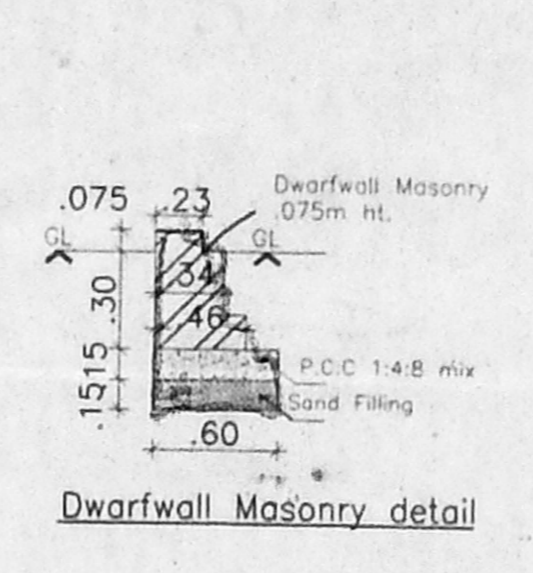 Dwarfwall Masonry
.075 .23 .075m ht.
GL GL
.34
.30
.46
.15
P.C.C 1:4:8 mix
.15
Sand Filling
.60
Dwarfwall Masonry detail